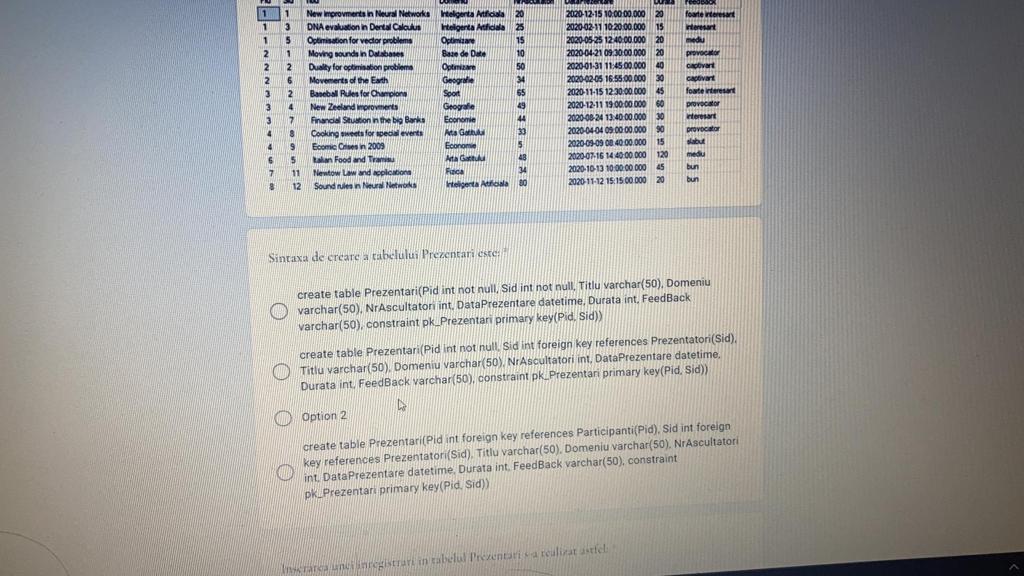 Pid Sid Titlu Domeniu NrAscultatori DataPrezentare Durata FeedBack
1 1 New improvments in Neural Networks Inteligenta Artificiala 20 2020-12-15 10:00:00.000 20 foarte interesant
1 3 DNA evaluation in Dental Calculus Inteligenta Artificiala 25 2020-02-11 10:20:00.000 15 interesant
1 5 Optimisation for vector problems Optimizare 15 2020-05-25 12:40:00.000 20 mediu
2 1 Moving sounds in Databases Baze de Date 10 2020-04-21 09:30:00.000 20 provocator
2 2 Duality for optimisation problems Optimizare 50 2020-01-31 11:45:00.000 40 captivant
2 6 Movements of the Earth Geografie 34 2020-02-05 16:55:00.000 30 captivant
3 2 Baseball Rules for Champions Sport 65 2020-11-15 12:30:00.000 45 foarte interesant
3 4 New Zeeland improvments Geografie 49 2020-12-11 19:00:00.000 60 provocator
3 7 Financial Situation in the big Banks Economie 44 2020-08-24 13:40:00.000 30 interesant
4 8 Cooking sweets for special events Arta Gatitului 33 2020-04-04 09:00:00.000 90 provocator
4 9 Ecomic Crises in 2009 Economie 5 2020-09-09 08:40:00.000 15 slabut
6 5 Italian Food and Tiramisu Arta Gatitului 48 2020-07-16 14:40:00.000 120 mediu
7 11 Newtow Law and applications Fizica 34 2020-10-13 10:00:00.000 45 bun
8 12 Sound rules in Neural Networks Inteligenta Artificiala 80 2020-11-12 15:15:00.000 20 bun
Sintaxa de creare a tabelului Prezentari este: *
create table Prezentari(Pid int not null, Sid int not null, Titlu varchar(50), Domeniu
varchar(50), NrAscultatori int, DataPrezentare datetime, Durata int, FeedBack
varchar(50), constraint pk_Prezentari primary key(Pid, Sid))
create table Prezentari(Pid int not null, Sid int foreign key references Prezentatori(Sid),
Titlu varchar(50), Domeniu varchar(50), NrAscultatori int, DataPrezentare datetime,
Durata int, FeedBack varchar(50), constraint pk_Prezentari primary key(Pid, Sid))
Option 2
create table Prezentari(Pid int foreign key references Participanti(Pid), Sid int foreign
key references Prezentatori(Sid), Titlu varchar(50), Domeniu varchar(50), NrAscultatori
int, DataPrezentare datetime, Durata int, FeedBack varchar(50), constraint
pk_Prezentari primary key(Pid, Sid))
Inserarea unei inregistrari in tabelul Prezentari s-a realizat astfel: *